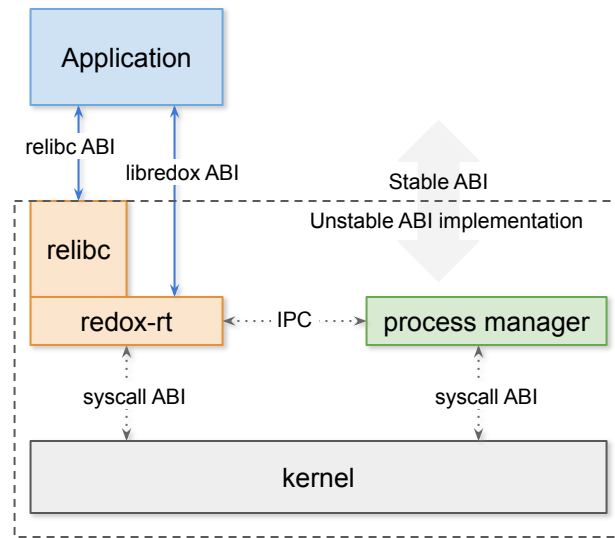 Application
relibc ABI
libredox ABI
Stable ABI
Unstable ABI implementation
relibc
redox-rt
IPC
process manager
syscall ABI
syscall ABI
kernel